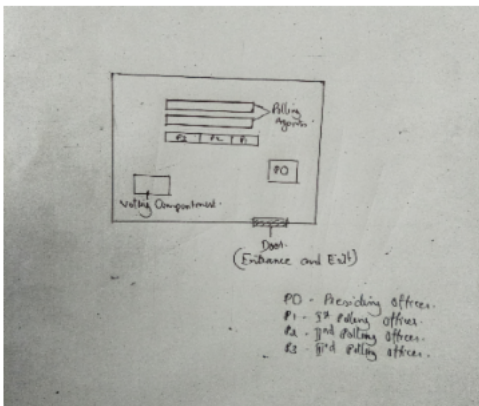 Polling
Agents
P3 P2 P1
PO
Voting Compartment.
Door.
(Entrance and Exit)
PO - Presiding Officer.
P1 - Ist Polling Officer.
P2 - IInd Polling Officer.
P3 - IIIrd Polling Officer.